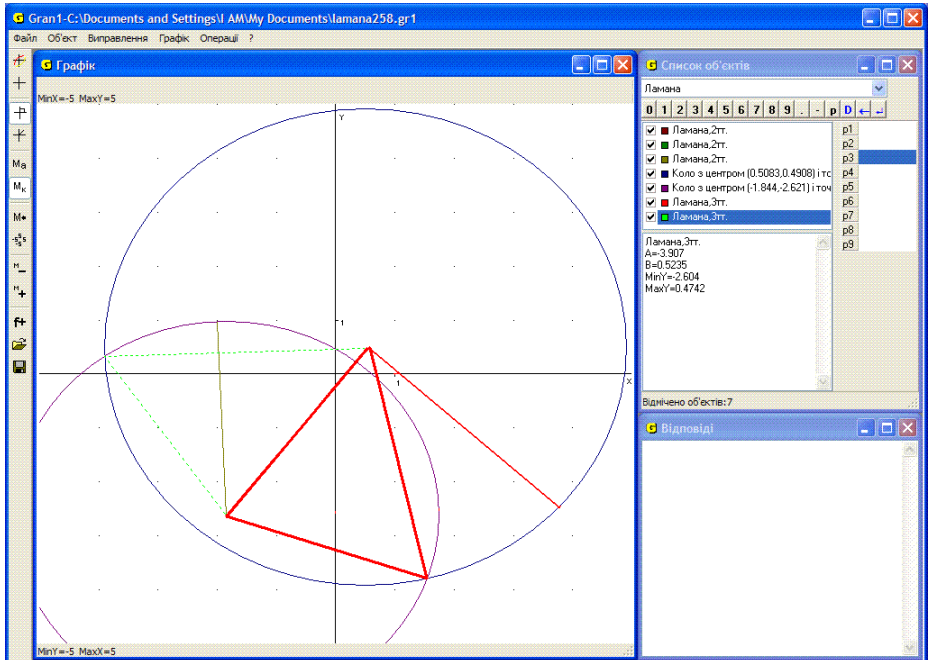 Gran1-C:\Documents and Settings\I AM\My Documents\lamana258.gr1
Файл Об'єкт Виправлення Графік Операції ?
Графік
MinX=-5 MaxY=5
Y
1
1
X
MinY=-5 MaxX=5
Ma
Mк
M*
M
M
f+
Список об'єктів
Ламана
0 1 2 3 4 5 6 7 8 9 . - p D
Ламана,2тт.
Ламана,2тт.
Ламана,2тт.
Коло з центром (0.5083,0.4908) і то
Коло з центром (-1.844,-2.621) і точ
Ламана,3тт.
Ламана,3тт.
p1
p2
p3
p4
p5
p6
p7
p8
p9
Ламана,3тт.
A=-3.907
B=0.5235
MinY=-2.604
MaxY=0.4742
Відмічено об'єктів:7
Відповіді